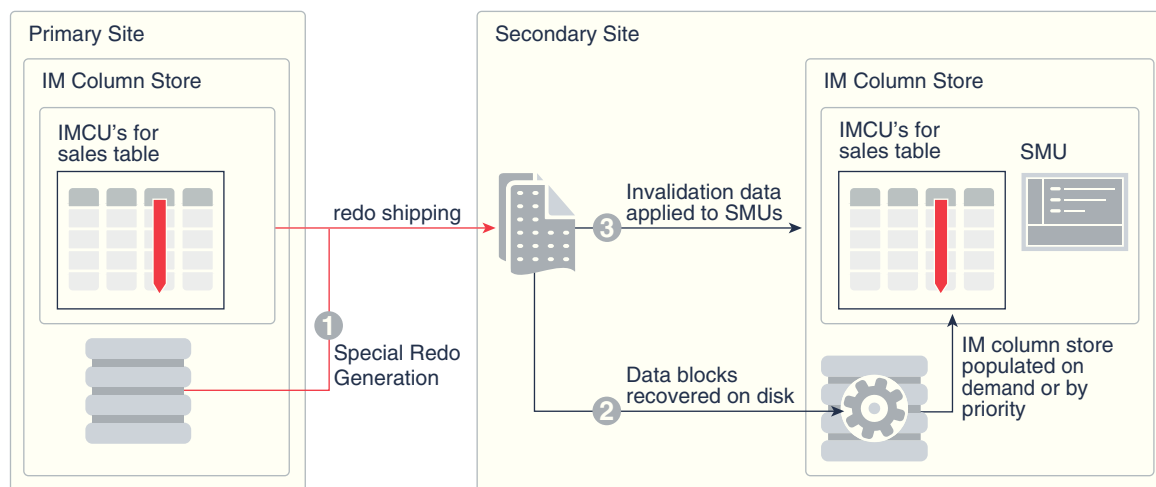 Primary Site
IM Column Store
IMCU's for
sales table
redo shipping
1
Special Redo
Generation
Secondary Site
3
Invalidation data
applied to SMUs
2
Data blocks
recovered on disk
IM Column Store
IMCU's for
sales table
SMU
IM column store
populated on
demand or by
priority